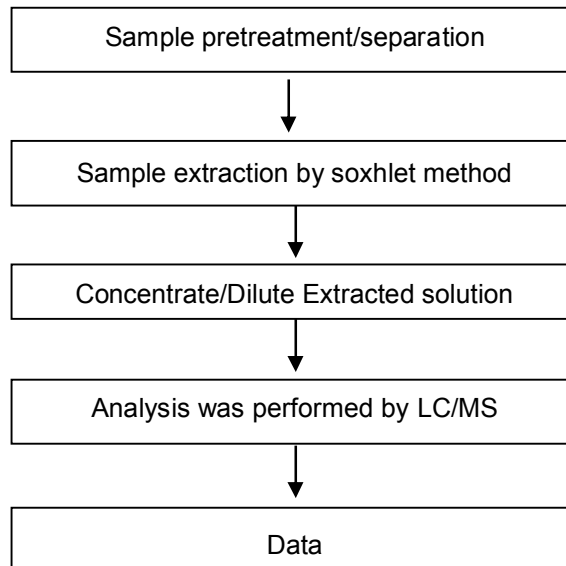 Sample pretreatment/separation
Sample extraction by soxhlet method
Concentrate/Dilute Extracted solution
Analysis was performed by LC/MS
Data